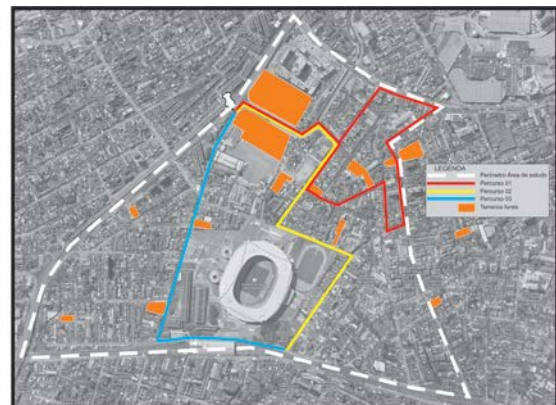 LEGENDA
Perímetro Área de estudo
Percurso 01
Percurso 02
Percurso 03
Terrenos livres